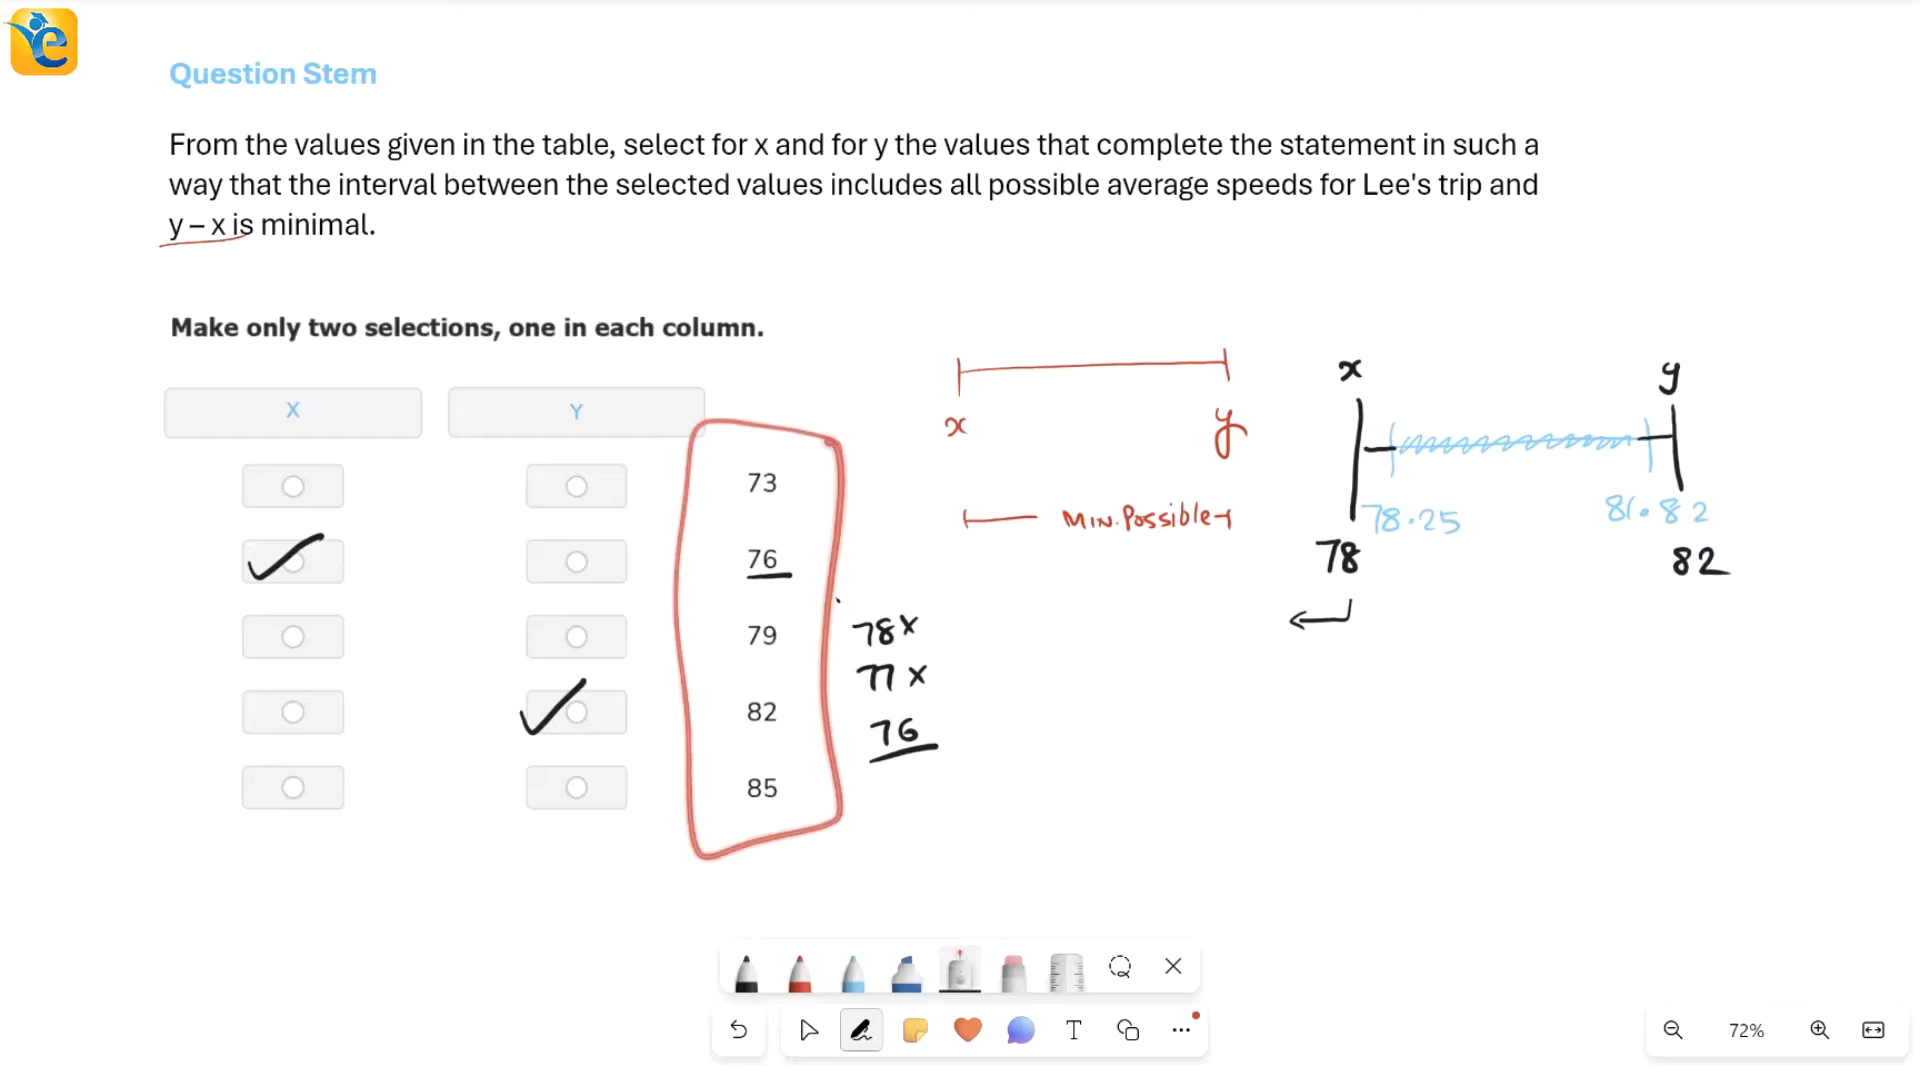 Question Stem
From the values given in the table, select for x and for y the values that complete the statement in such a
way that the interval between the selected values includes all possible average speeds for Lee's trip and
y – x is minimal.
Make only two selections, one in each column.
X Y
73
76
79
82
85
78 x
77 x
76
x y
Min. Possible
x y
78.25 81.82
78 82
72%